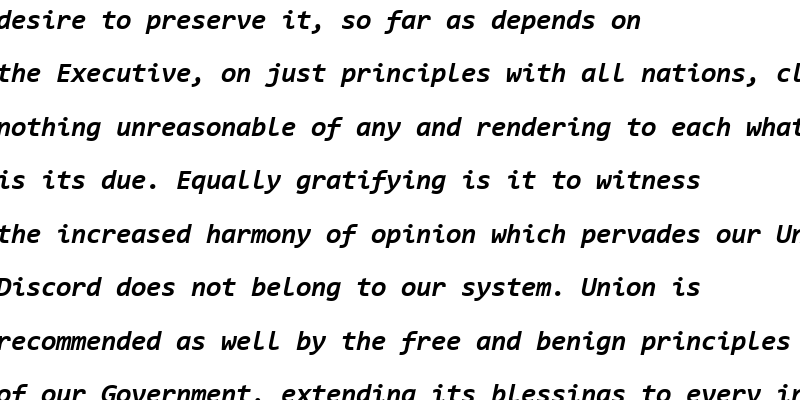 desire to preserve it, so far as depends on
the Executive, on just principles with all nations,
nothing unreasonable of any and rendering to each what
is its due. Equally gratifying is it to witness
the increased harmony of opinion which pervades our
Discord does not belong to our system. Union is
recommended as well by the free and benign principles
of our Government, extending its blessings to every